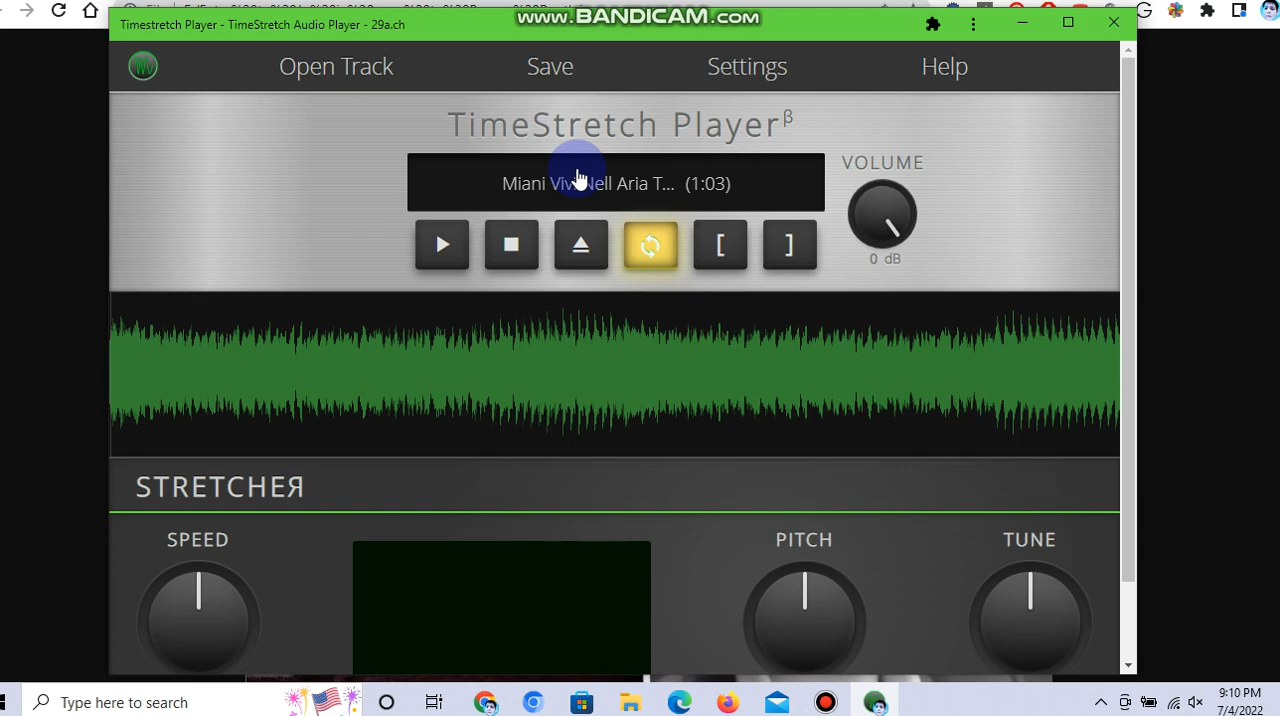 www.BANDICAM.com
Timestretch Player - TimeStretch Audio Player - 29a.ch
Open Track Save Settings Help
TimeStretch Player β
Miani Viv Nell Aria T... (1:03)
VOLUME
[ ]
0 dB
STRETCHEЯ
SPEED PITCH TUNE
Type here to search
9:10 PM
7/4/2022